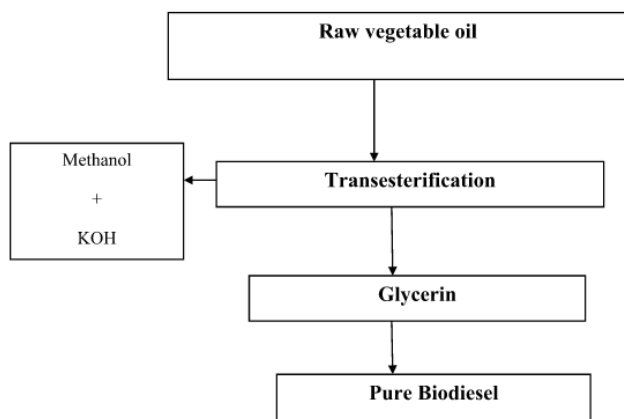 Raw vegetable oil
Methanol
+
KOH
Transesterification
Glycerin
Pure Biodiesel